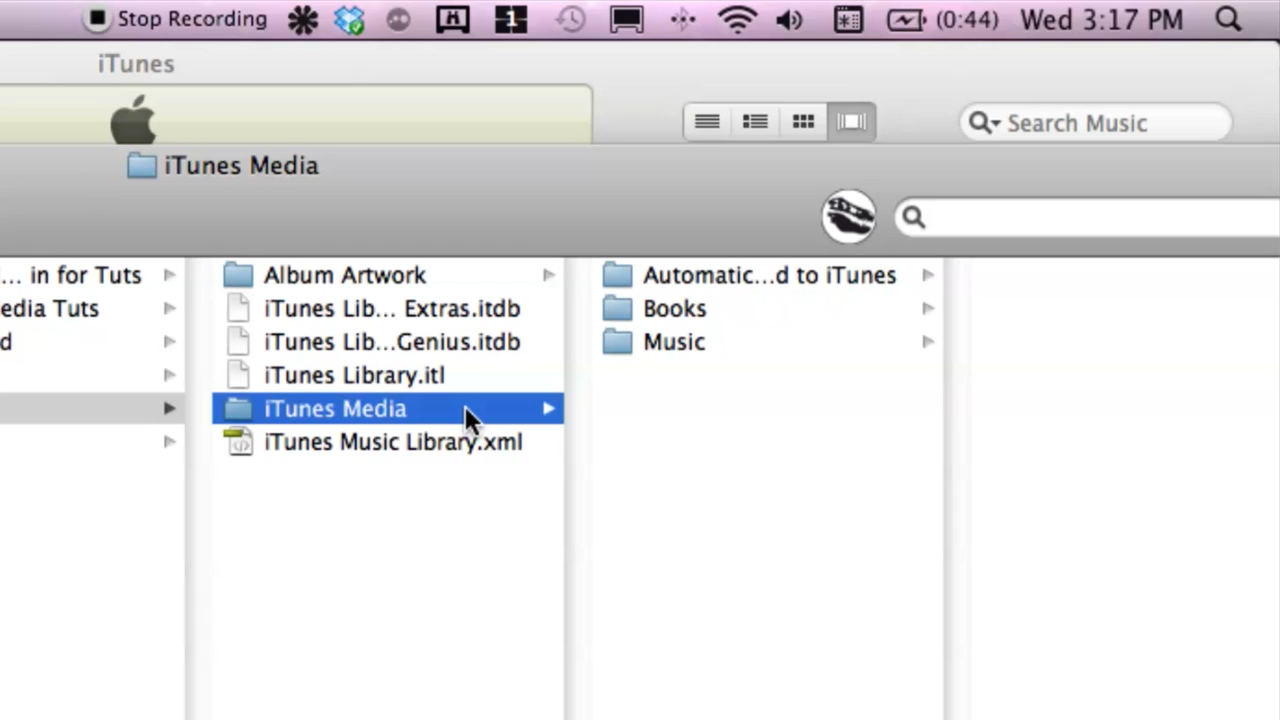 Stop Recording 1 (0:44) Wed 3:17 PM
iTunes
Search Music
iTunes Media
... in for Tuts
edia Tuts
d
Album Artwork
iTunes Lib... Extras.itdb
iTunes Lib...Genius.itdb
iTunes Library.itl
iTunes Media
iTunes Music Library.xml
Automatic...d to iTunes
Books
Music